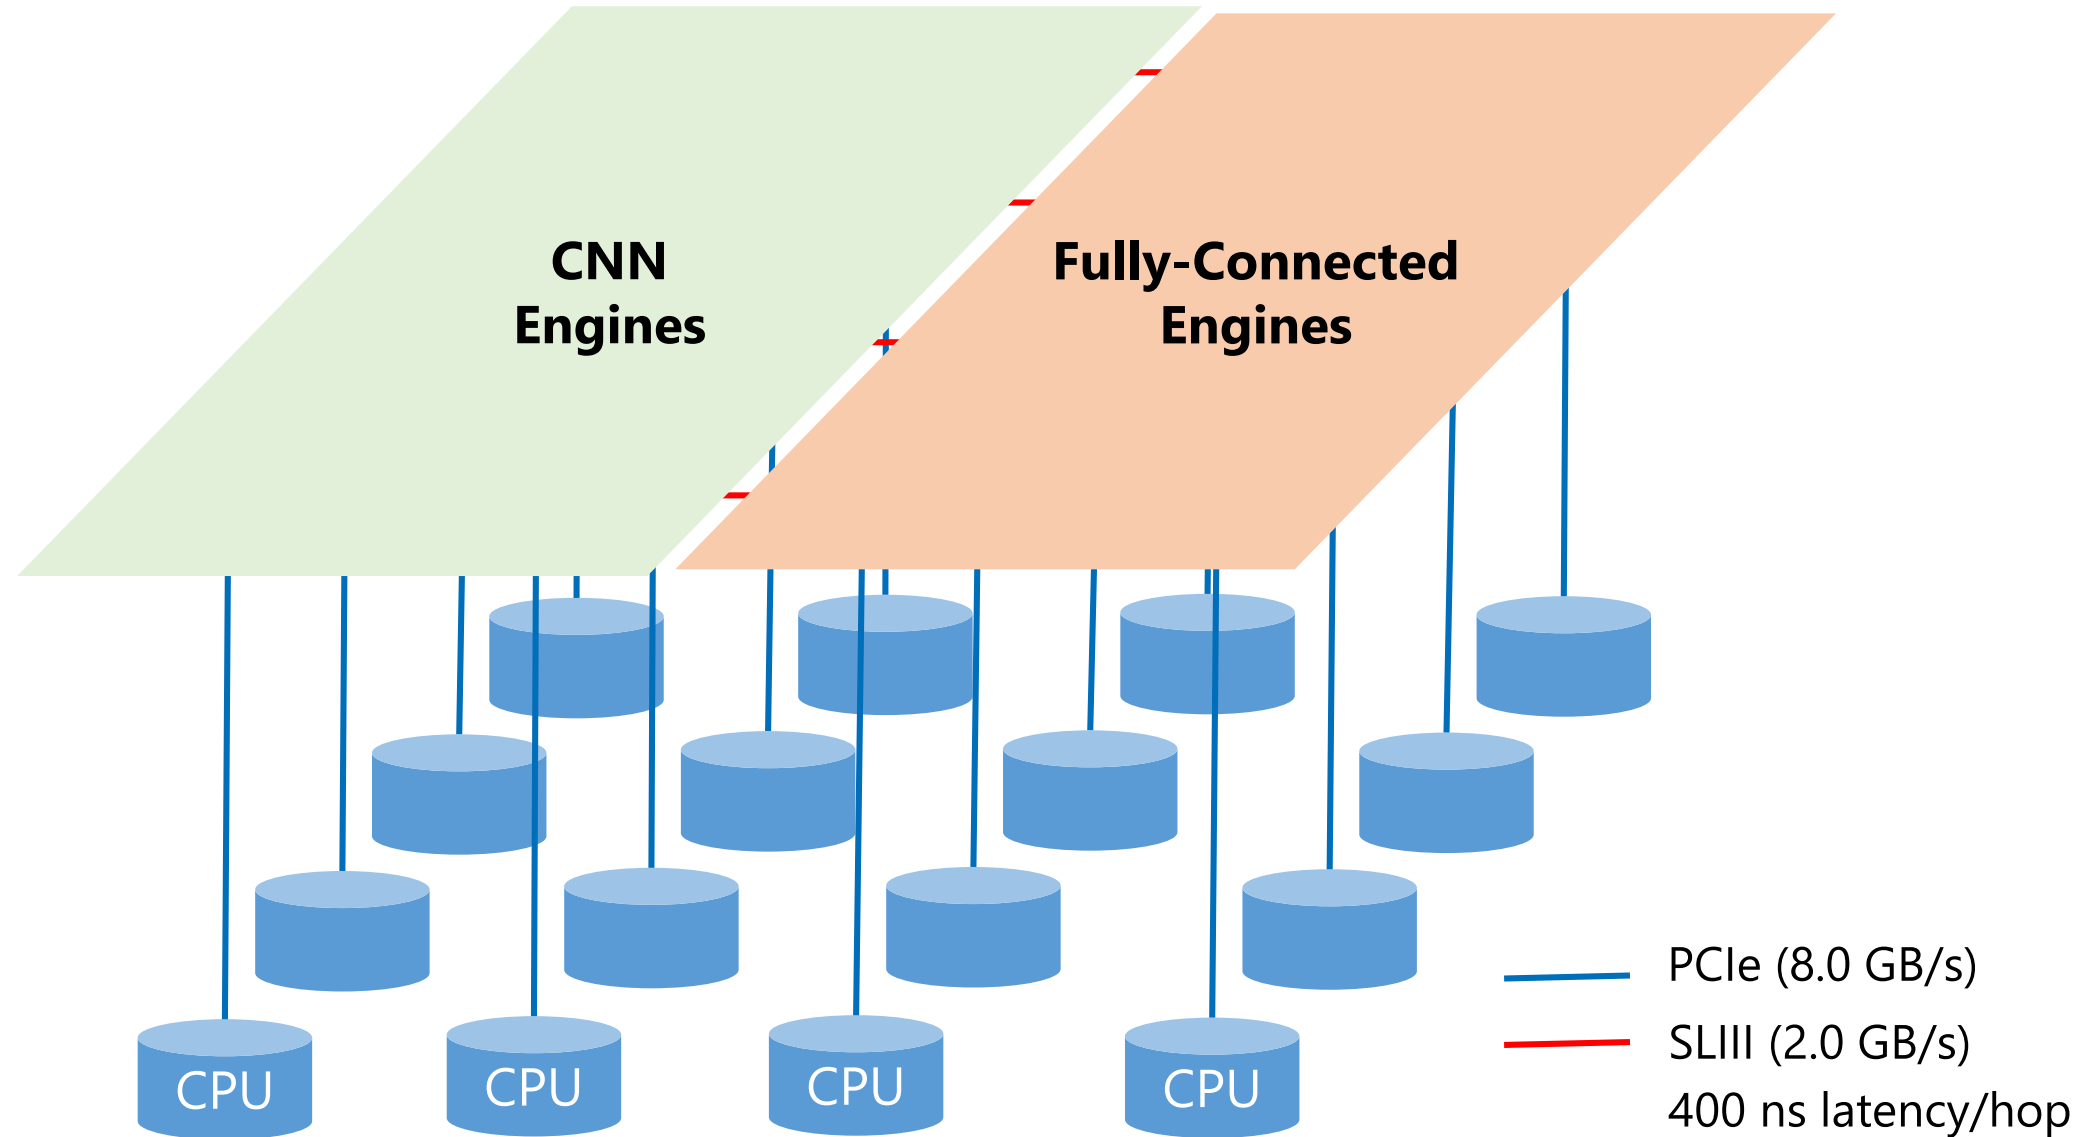 CNN
Engines
Fully-Connected
Engines
PCIe (8.0 GB/s)
SLIII (2.0 GB/s)
400 ns latency/hop
CPU
CPU
CPU
CPU